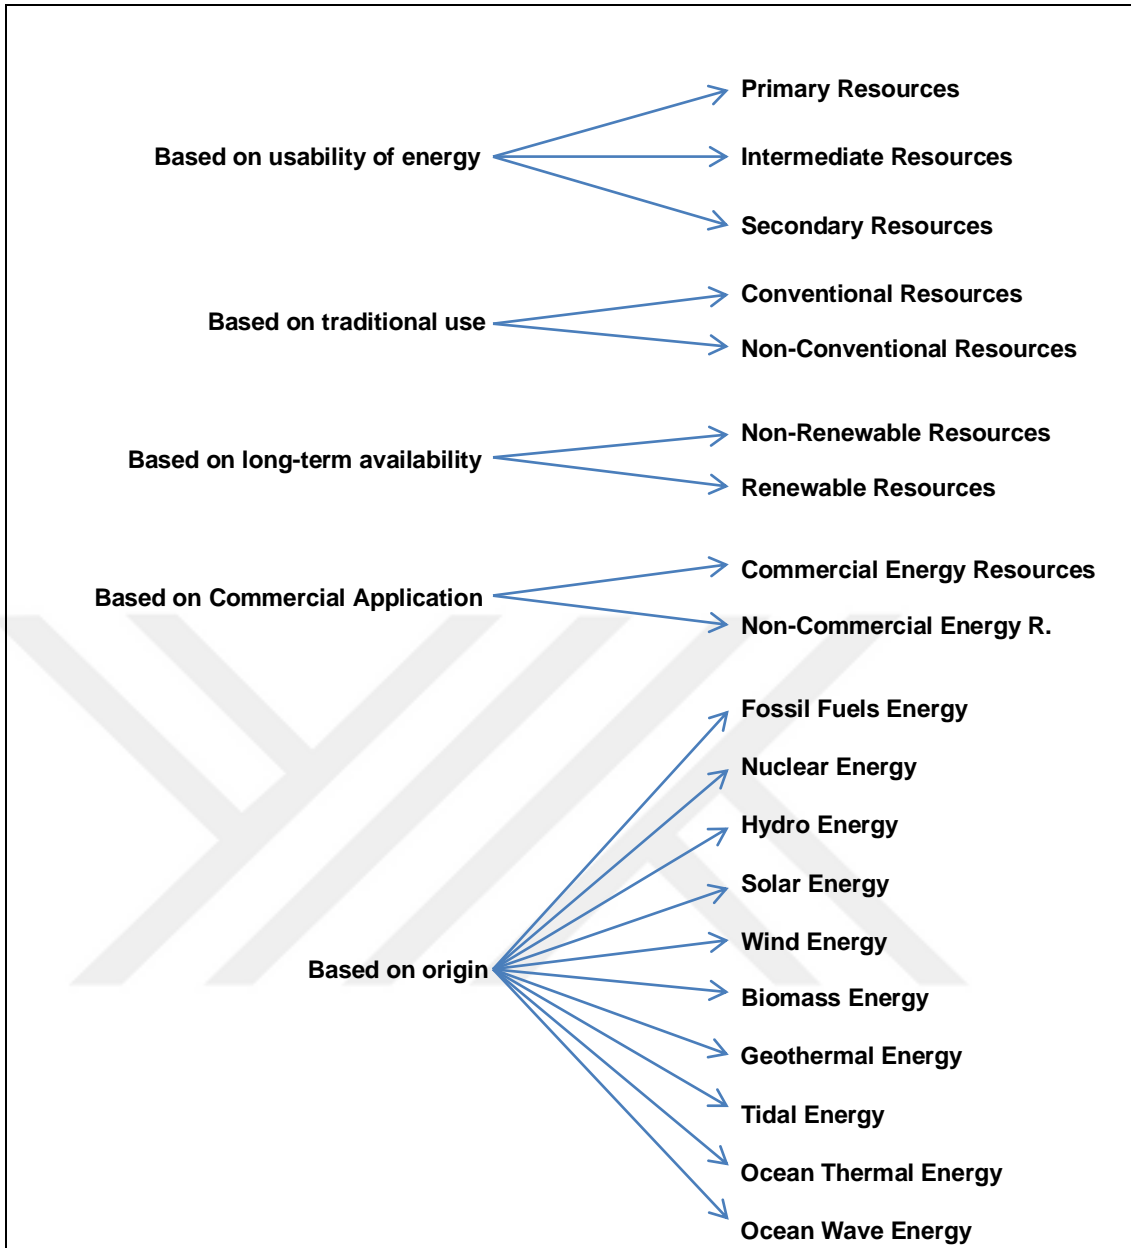 Primary Resources
Based on usability of energy
Intermediate Resources
Secondary Resources
Conventional Resources
Based on traditional use
Non-Conventional Resources
Non-Renewable Resources
Based on long-term availability
Renewable Resources
Commercial Energy Resources
Based on Commercial Application
Non-Commercial Energy R.
Fossil Fuels Energy
Nuclear Energy
Hydro Energy
Solar Energy
Wind Energy
Based on origin
Biomass Energy
Geothermal Energy
Tidal Energy
Ocean Thermal Energy
Ocean Wave Energy